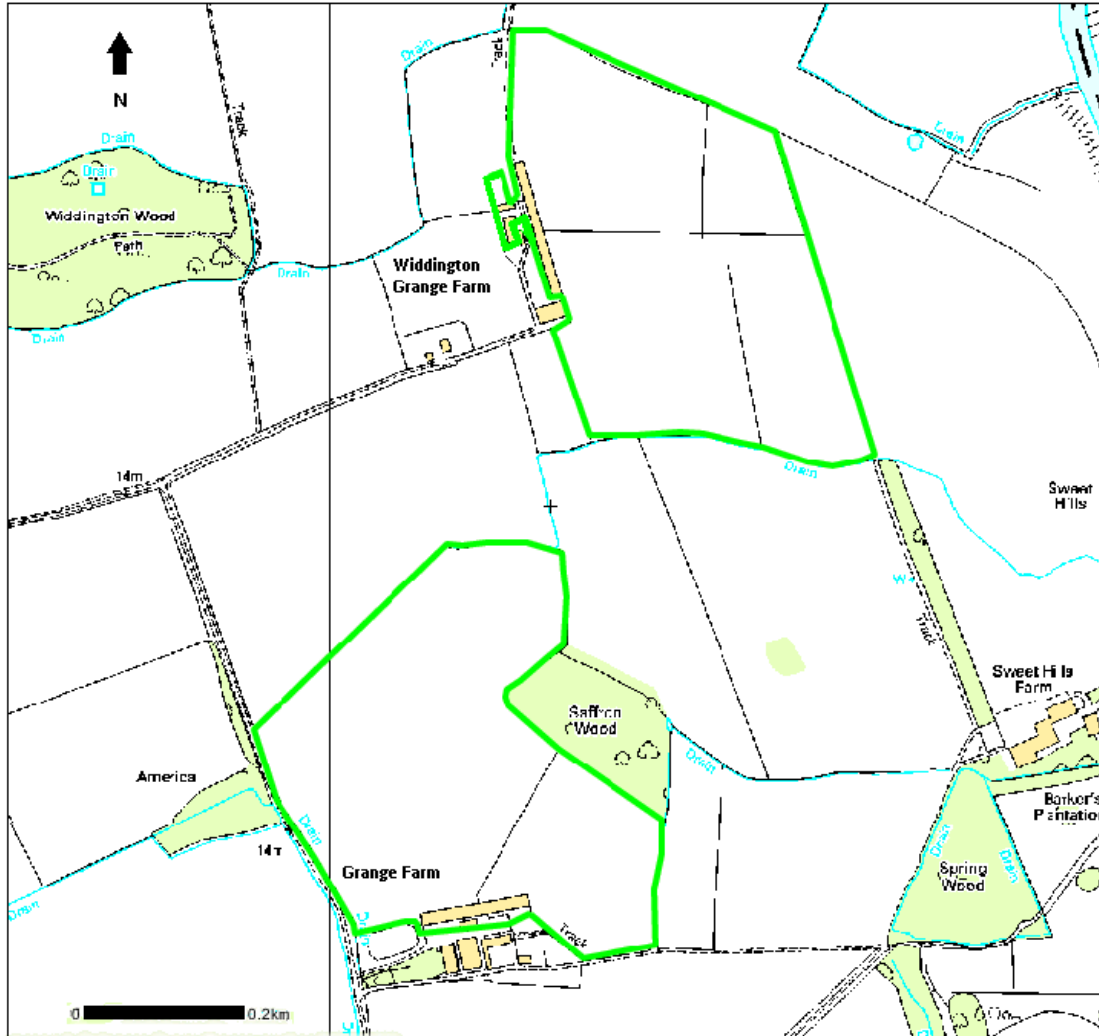 Track
Drain
N
Track
Drain
Drain
Drain
Widdington Wood
Path
Drain
Drain
Widdington
Grange Farm
14m
Drain
Sweet
Hills
W
Track
Sweet Hills
Farm
Saffron
Wood
Drain
America
Barker's
Plantation
14m
Drain
Drain
Drain
Spring
Wood
Grange Farm
Drain
Drain
Track
0
0.2km